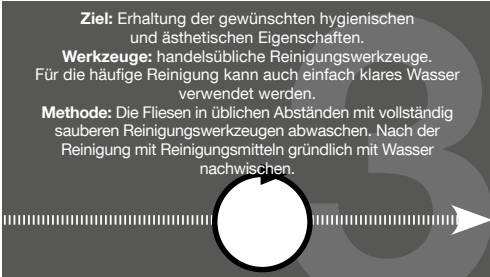 Ziel: Erhaltung der gewünschten hygienischen
und ästhetischen Eigenschaften.
Werkzeuge: handelsübliche Reinigungswerkzeuge.
Für die häufige Reinigung kann auch einfach klares Wasser
verwendet werden.
Methode: Die Fliesen in üblichen Abständen mit vollständig
sauberen Reinigungswerkzeugen abwaschen. Nach der
Reinigung mit Reinigungsmitteln gründlich mit Wasser
nachwischen.
3